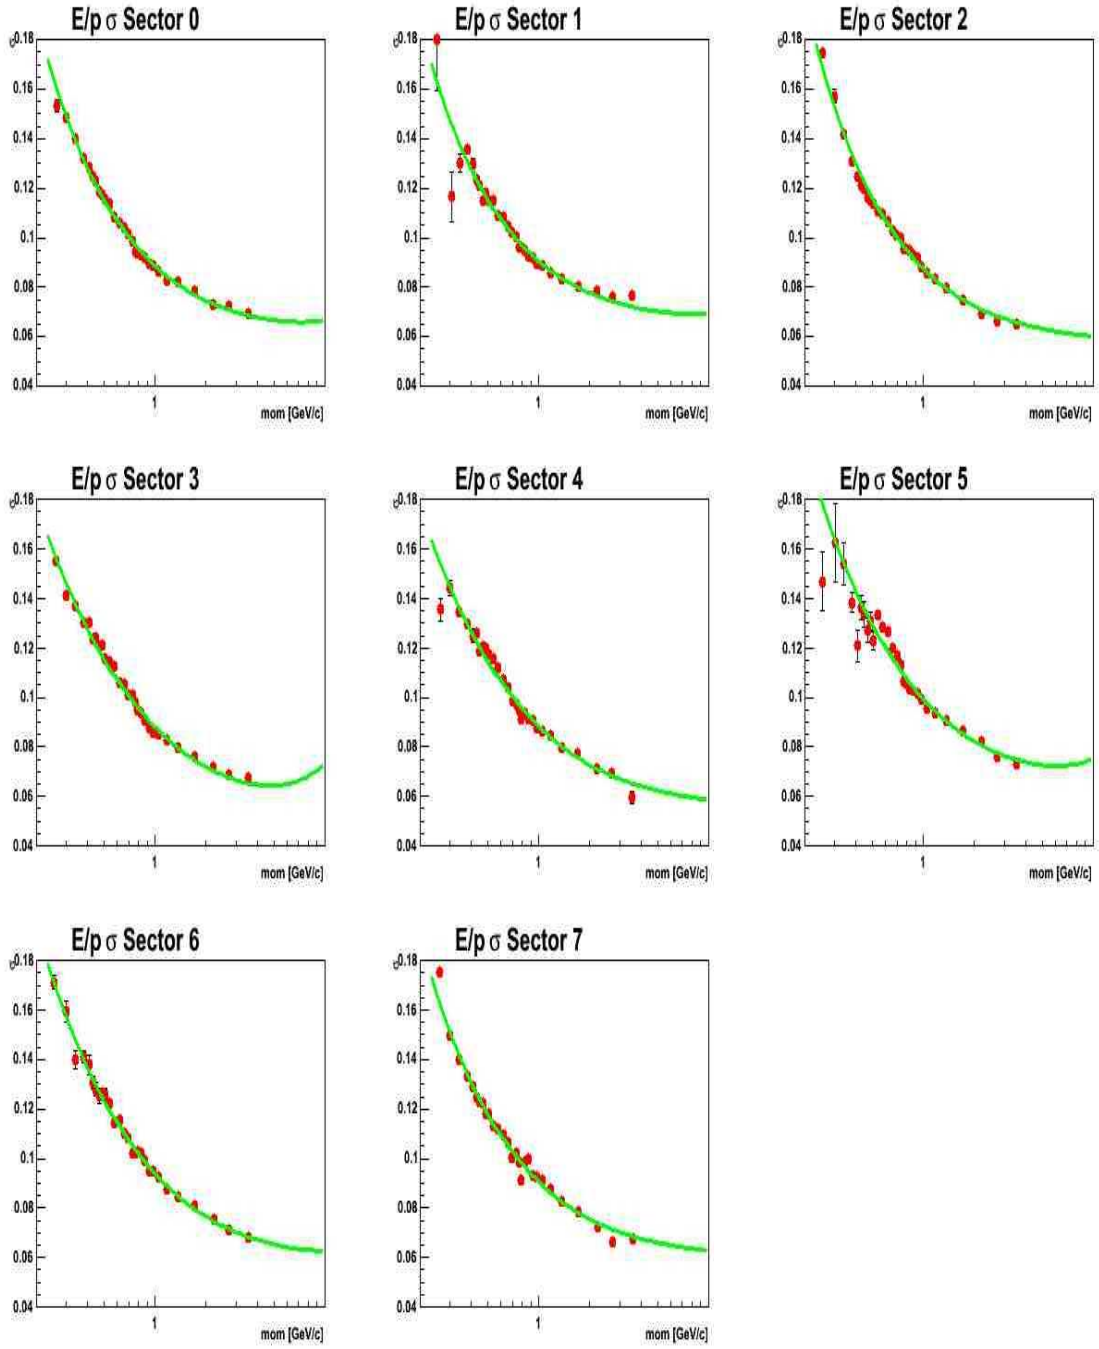 E/p σ Sector 0
E/p σ Sector 1
E/p σ Sector 2
σ 0.18
0.16
0.14
0.12
0.1
0.08
0.06
0.04
1
mom [GeV/c]
σ 0.18
0.16
0.14
0.12
0.1
0.08
0.06
0.04
1
mom [GeV/c]
σ 0.18
0.16
0.14
0.12
0.1
0.08
0.06
0.04
1
mom [GeV/c]
E/p σ Sector 3
E/p σ Sector 4
E/p σ Sector 5
σ 0.18
0.16
0.14
0.12
0.1
0.08
0.06
0.04
1
mom [GeV/c]
σ 0.18
0.16
0.14
0.12
0.1
0.08
0.06
0.04
1
mom [GeV/c]
σ 0.18
0.16
0.14
0.12
0.1
0.08
0.06
0.04
1
mom [GeV/c]
E/p σ Sector 6
E/p σ Sector 7
σ 0.18
0.16
0.14
0.12
0.1
0.08
0.06
0.04
1
mom [GeV/c]
σ 0.18
0.16
0.14
0.12
0.1
0.08
0.06
0.04
1
mom [GeV/c]